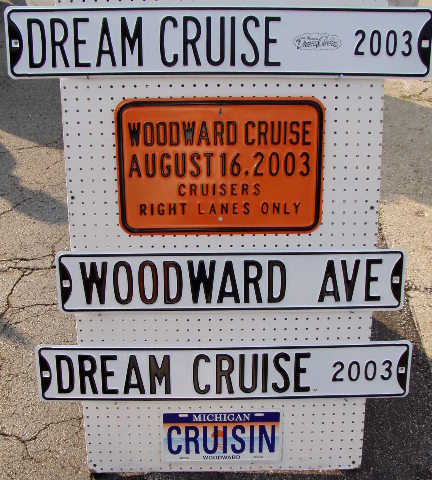 DREAM CRUISE 2003
WOODWARD CRUISE
AUGUST 16, 2003
CRUISERS
RIGHT LANES ONLY
WOODWARD AVE
DREAM CRUISE 2003
MICHIGAN
CRUISIN
WOODWARD